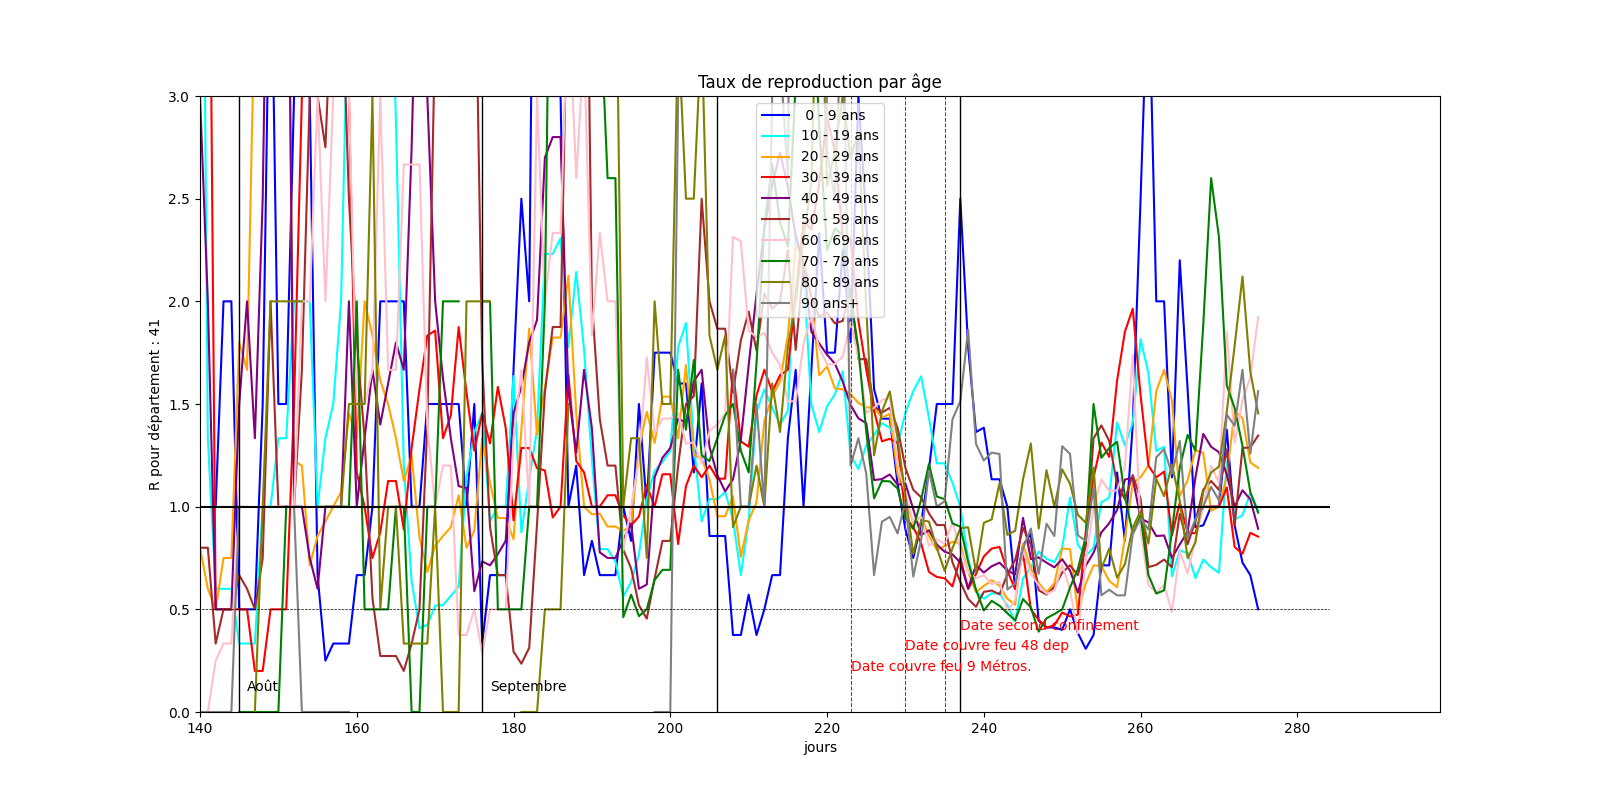 Taux de reproduction par âge
3.0
2.5
2.0
1.5
1.0
0.5
0.0
R pour département : 41
0 - 9 ans
10 - 19 ans
20 - 29 ans
30 - 39 ans
40 - 49 ans
50 - 59 ans
60 - 69 ans
70 - 79 ans
80 - 89 ans
90 ans+
Date second confinement
Date couvre feu 48 dep
Date couvre feu 9 Métros.
Août
Septembre
140 160 180 200 220 240 260 280
jours